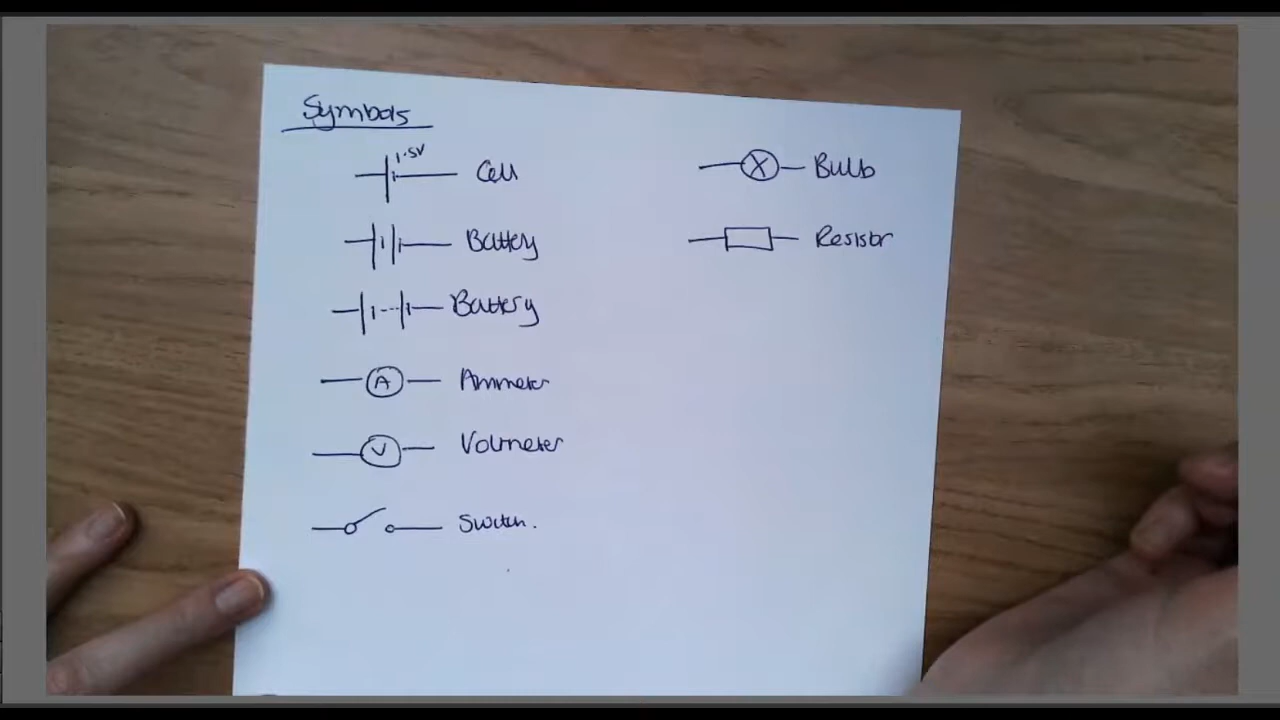 Symbols
1.5V
Cell
Battery
Battery
A
Ammeter
V
Voltmeter
Switch.
Bulb
Resistor